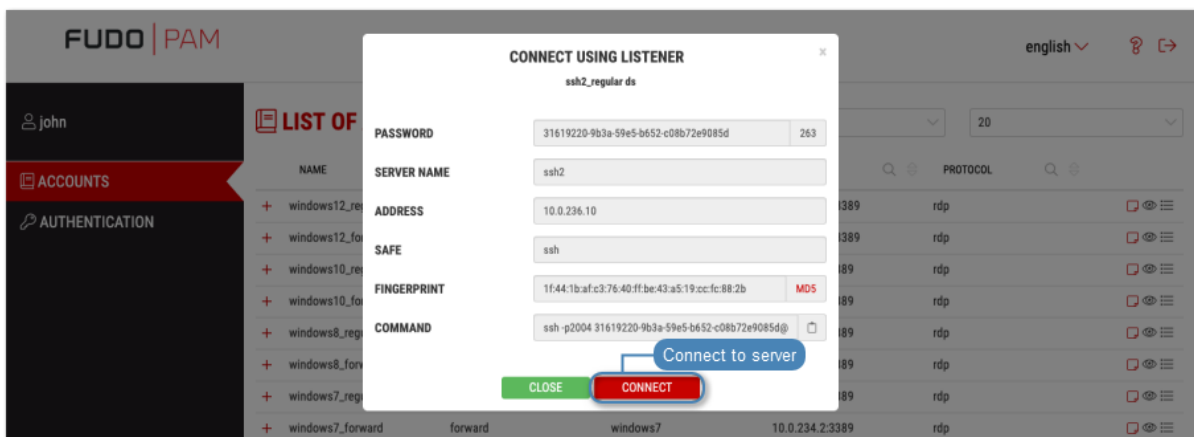 FUDO PAM
english
john
ACCOUNTS
AUTHENTICATION
LIST OF
20
NAME
PROTOCOL
CONNECT USING LISTENER
ssh2_regular ds
PASSWORD 31619220-9b3a-59e5-b652-c08b72e9085d 263
SERVER NAME ssh2
ADDRESS 10.0.236.10
SAFE ssh
FINGERPRINT 1f:44:1b:af:c3:76:40:ff:be:43:a5:19:cc:fc:88:2b MD5
COMMAND ssh -p2004 31619220-9b3a-59e5-b652-c08b72e9085d@
Connect to server
CLOSE CONNECT
+ windows12_reg 3389 rdp
+ windows12_fo 3389 rdp
+ windows10_re 389 rdp
+ windows10_fo 389 rdp
+ windows8_regu 389 rdp
+ windows8_forw 389 rdp
+ windows7_regu 389 rdp
+ windows7_forward forward windows7 10.0.234.2:3389 rdp